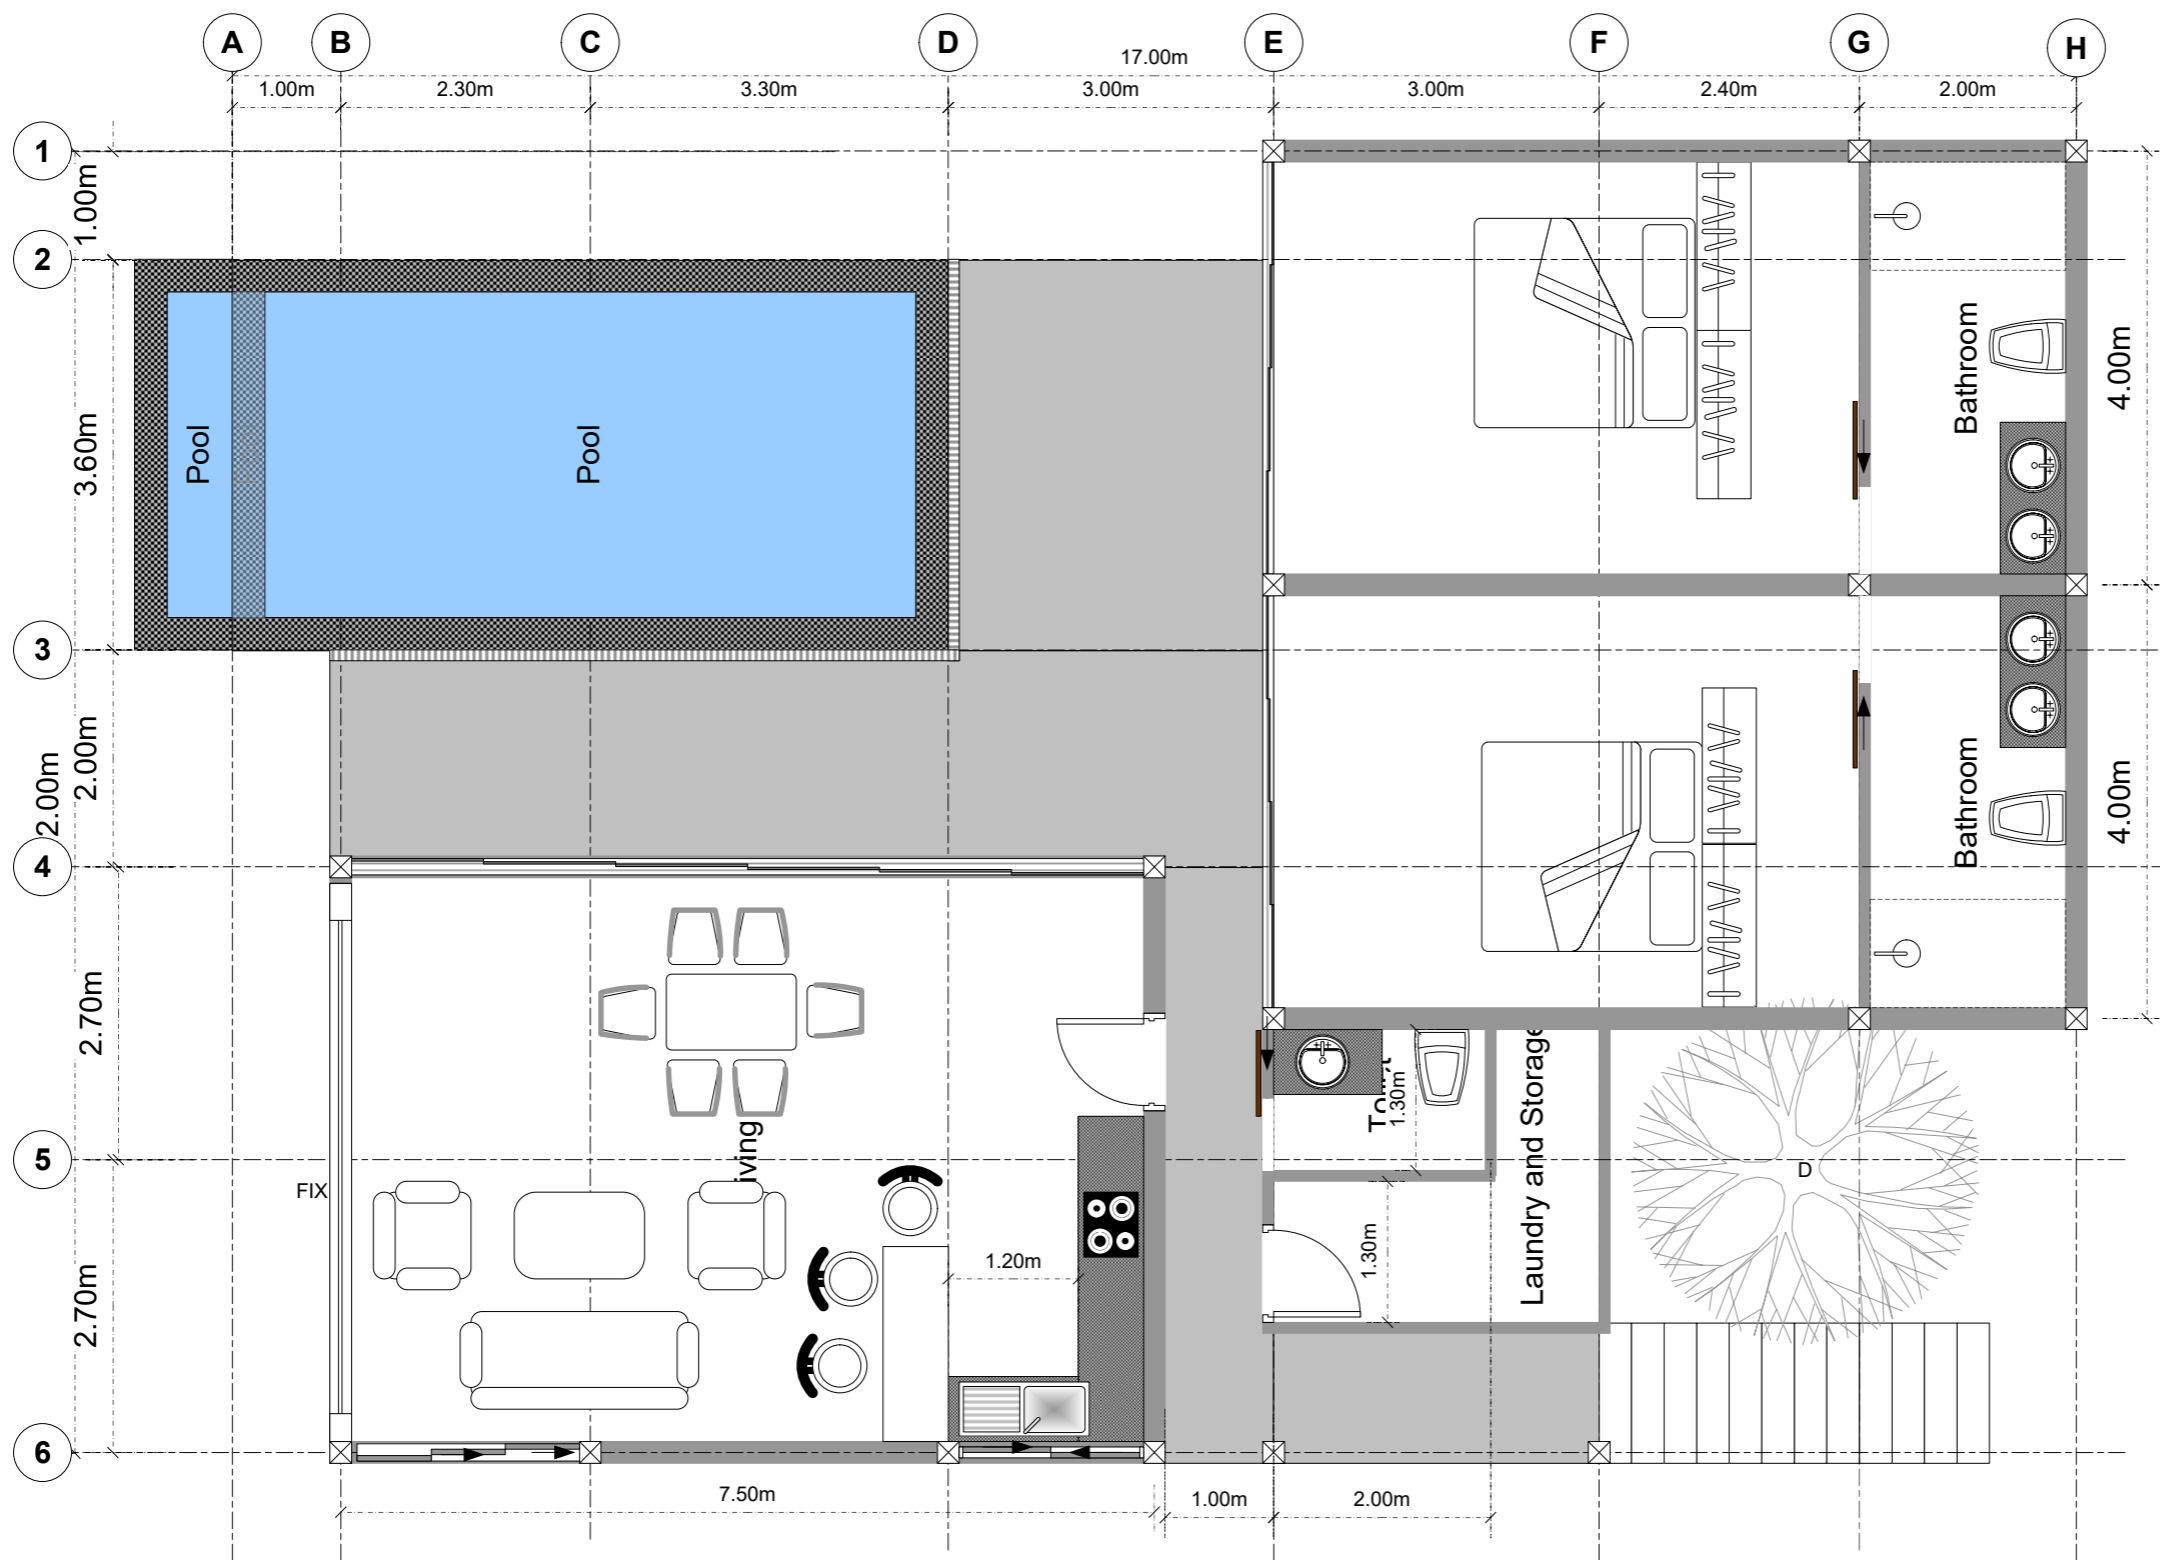 A B C D E F G H
17.00m
1.00m 2.30m 3.30m 3.00m 3.00m 2.40m 2.00m
1
1.00m
2
3.60m
Pool
Pool
Bathroom
4.00m
3
2.00m
2.00m
Bathroom
4.00m
4
2.70m
1.30m
Laundry and Storage
5
iving
FIX
D
1.30m
1.20m
2.70m
6
7.50m
1.00m
2.00m